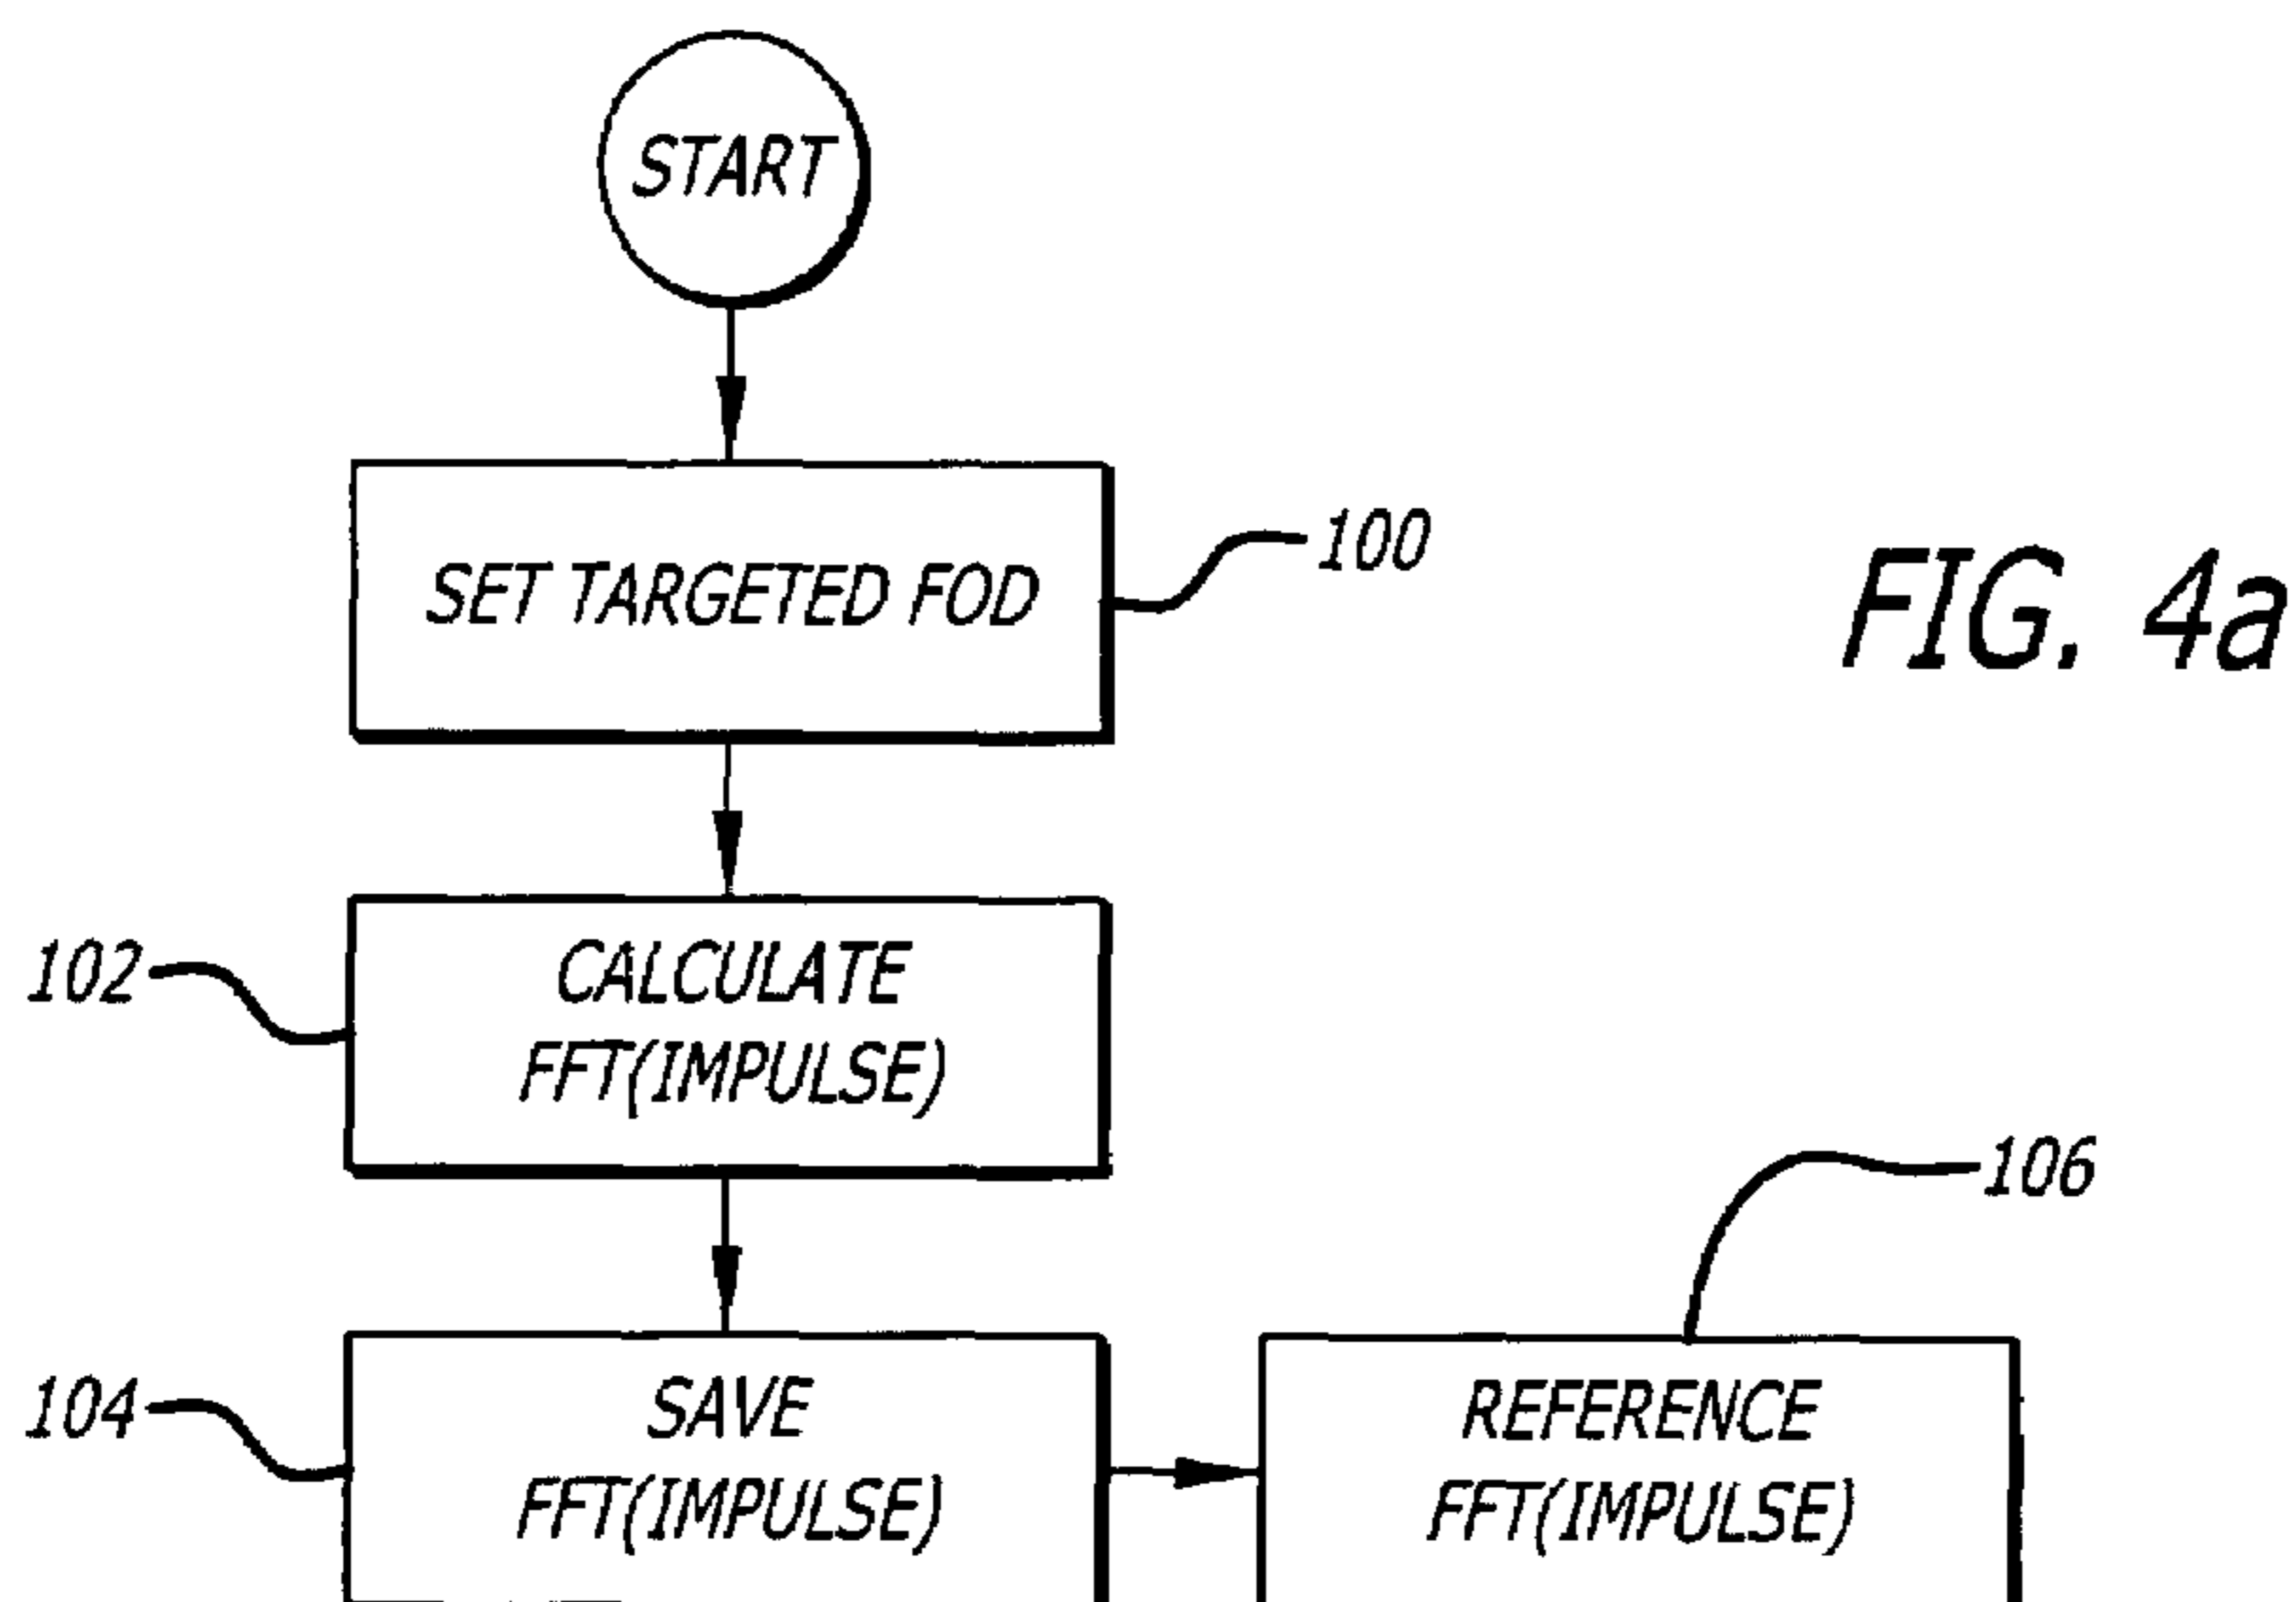 START
SET TARGETED FOD
100
FIG. 4a
102
CALCULATE
FFT(IMPULSE)
106
104
SAVE
FFT(IMPULSE)
REFERENCE
FFT(IMPULSE)